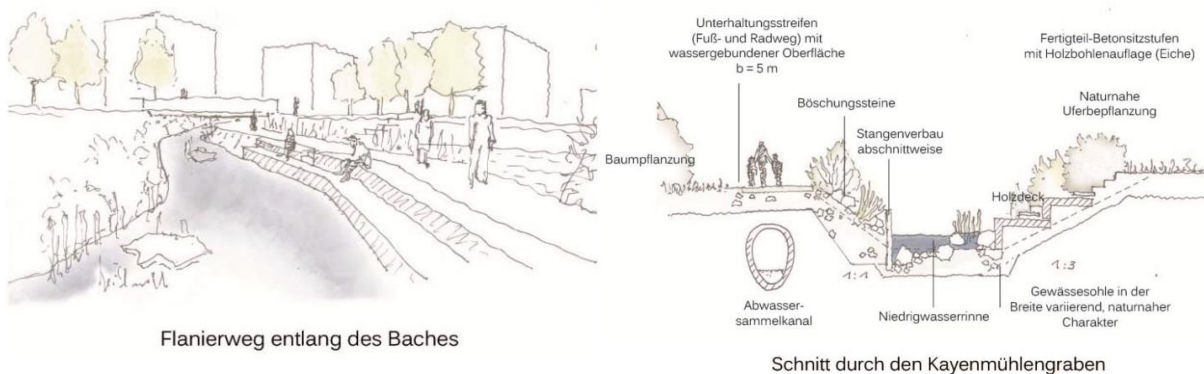 Unterhaltungsstreifen
(Fuß- und Radweg) mit
wassergebundener Oberfläche
b = 5 m
Fertigteil-Betonsitzstufen
mit Holzbohlenauflage (Eiche)
Böschungssteine
Naturnahe
Uferbepflanzung
Stangenverbau
abschnittweise
Baumpflanzung
Holzdeck
1:1
1:3
Abwasser-
sammelkanal
Niedrigwasserrinne
Gewässesohle in der
Breite variierend, naturnaher
Charakter
Flanierweg entlang des Baches
Schnitt durch den Kayenmühlengraben